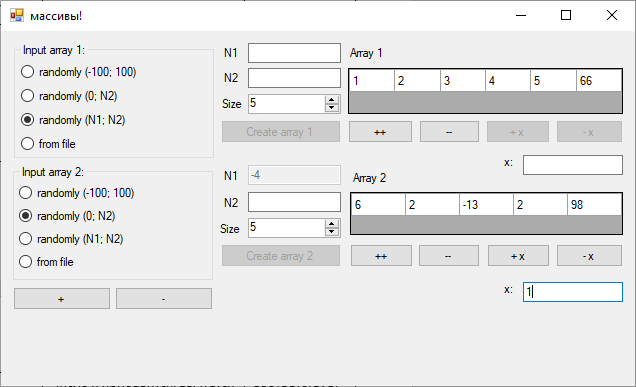 массивы!
Input array 1:
randomly (-100; 100)
randomly (0; N2)
randomly (N1; N2)
from file
N1
N2
Size 5
Create array 1
Array 1
1 2 3 4 5 66
++ -- + x - x
x:
Input array 2:
randomly (-100; 100)
randomly (0; N2)
randomly (N1; N2)
from file
N1 -4
N2
Size 5
Create array 2
Array 2
6 2 -13 2 98
++ -- + x - x
x: 1
+ -